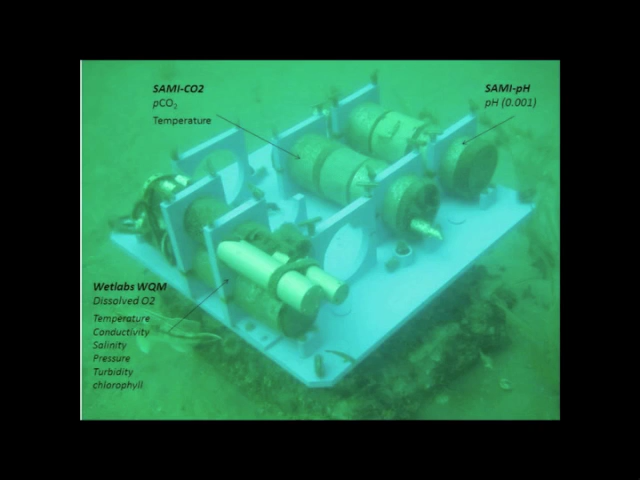 SAMI-CO2
pCO₂
Temperature
SAMI-pH
pH (0.001)
Wetlabs WQM
Dissolved O2
Temperature
Conductivity
Salinity
Pressure
Turbidity
chlorophyll